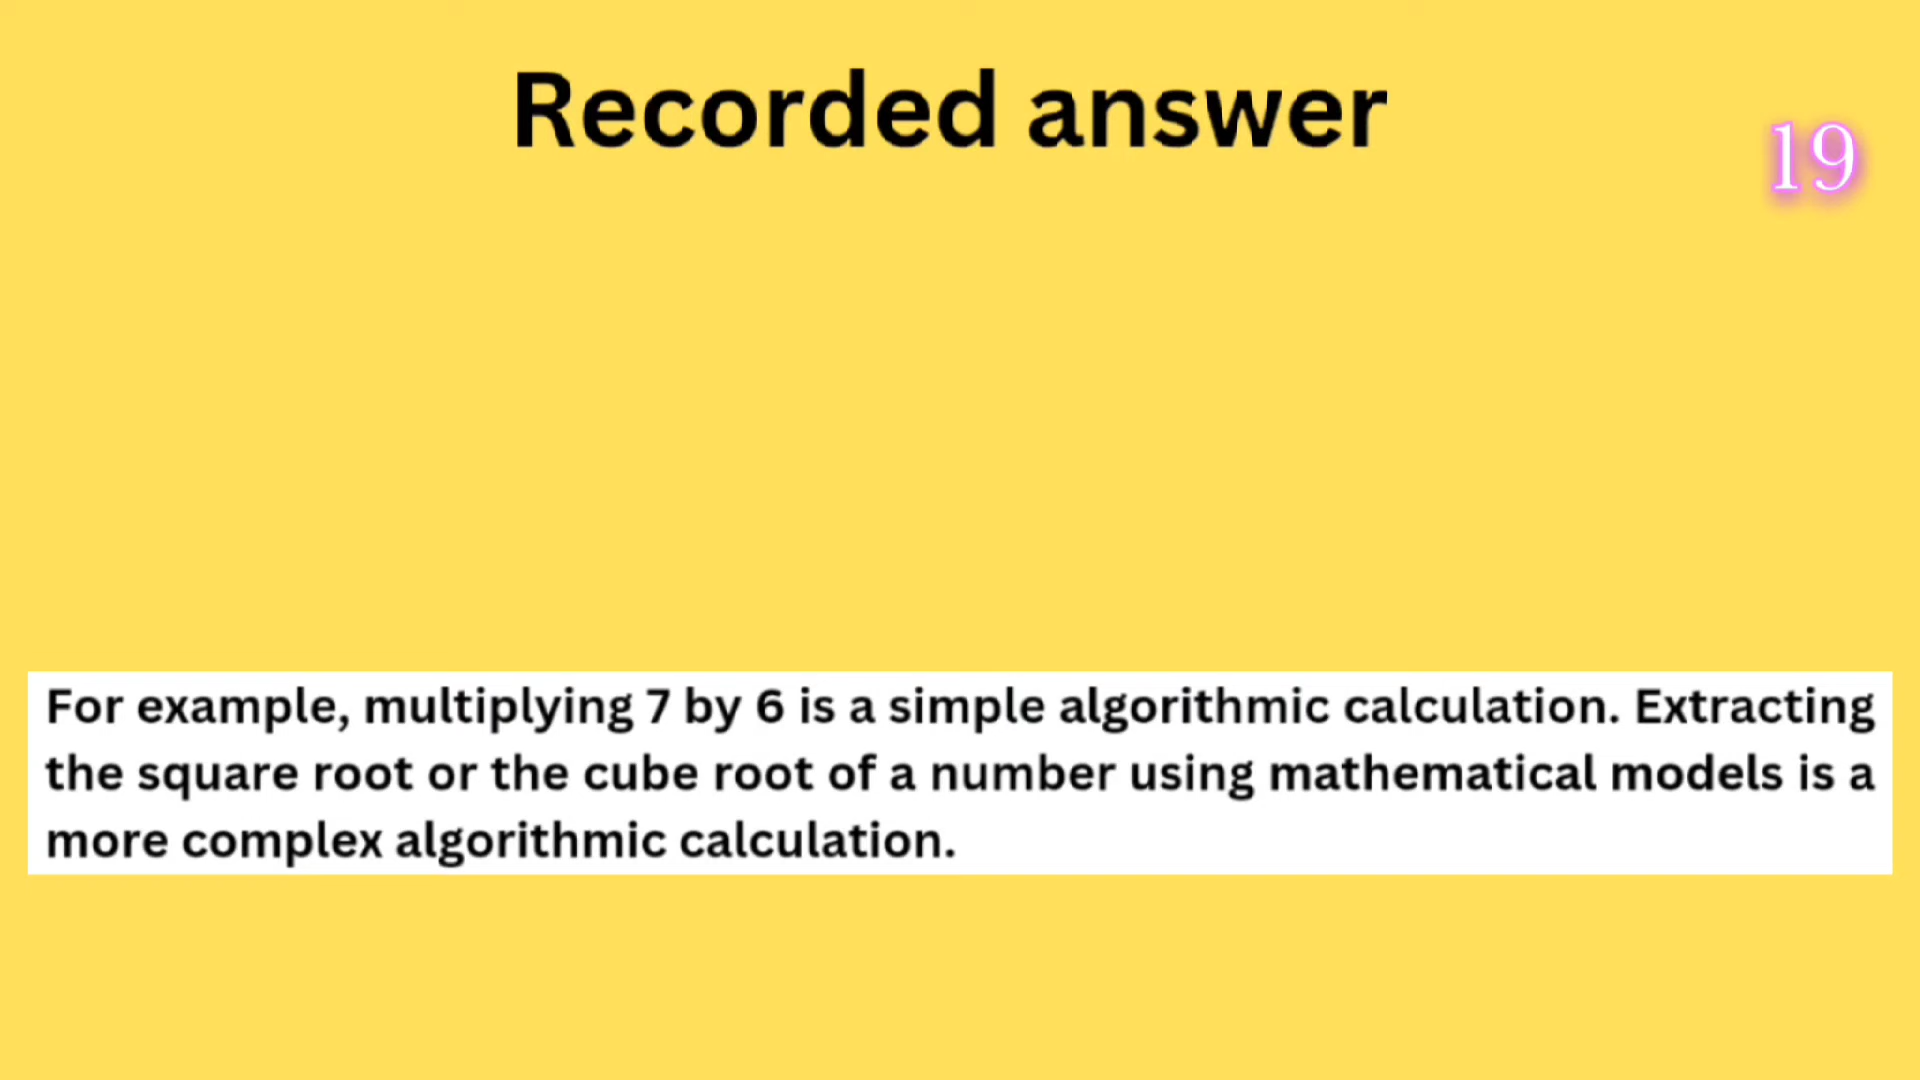 Recorded answer
19
For example, multiplying 7 by 6 is a simple algorithmic calculation. Extracting
the square root or the cube root of a number using mathematical models is a
more complex algorithmic calculation.